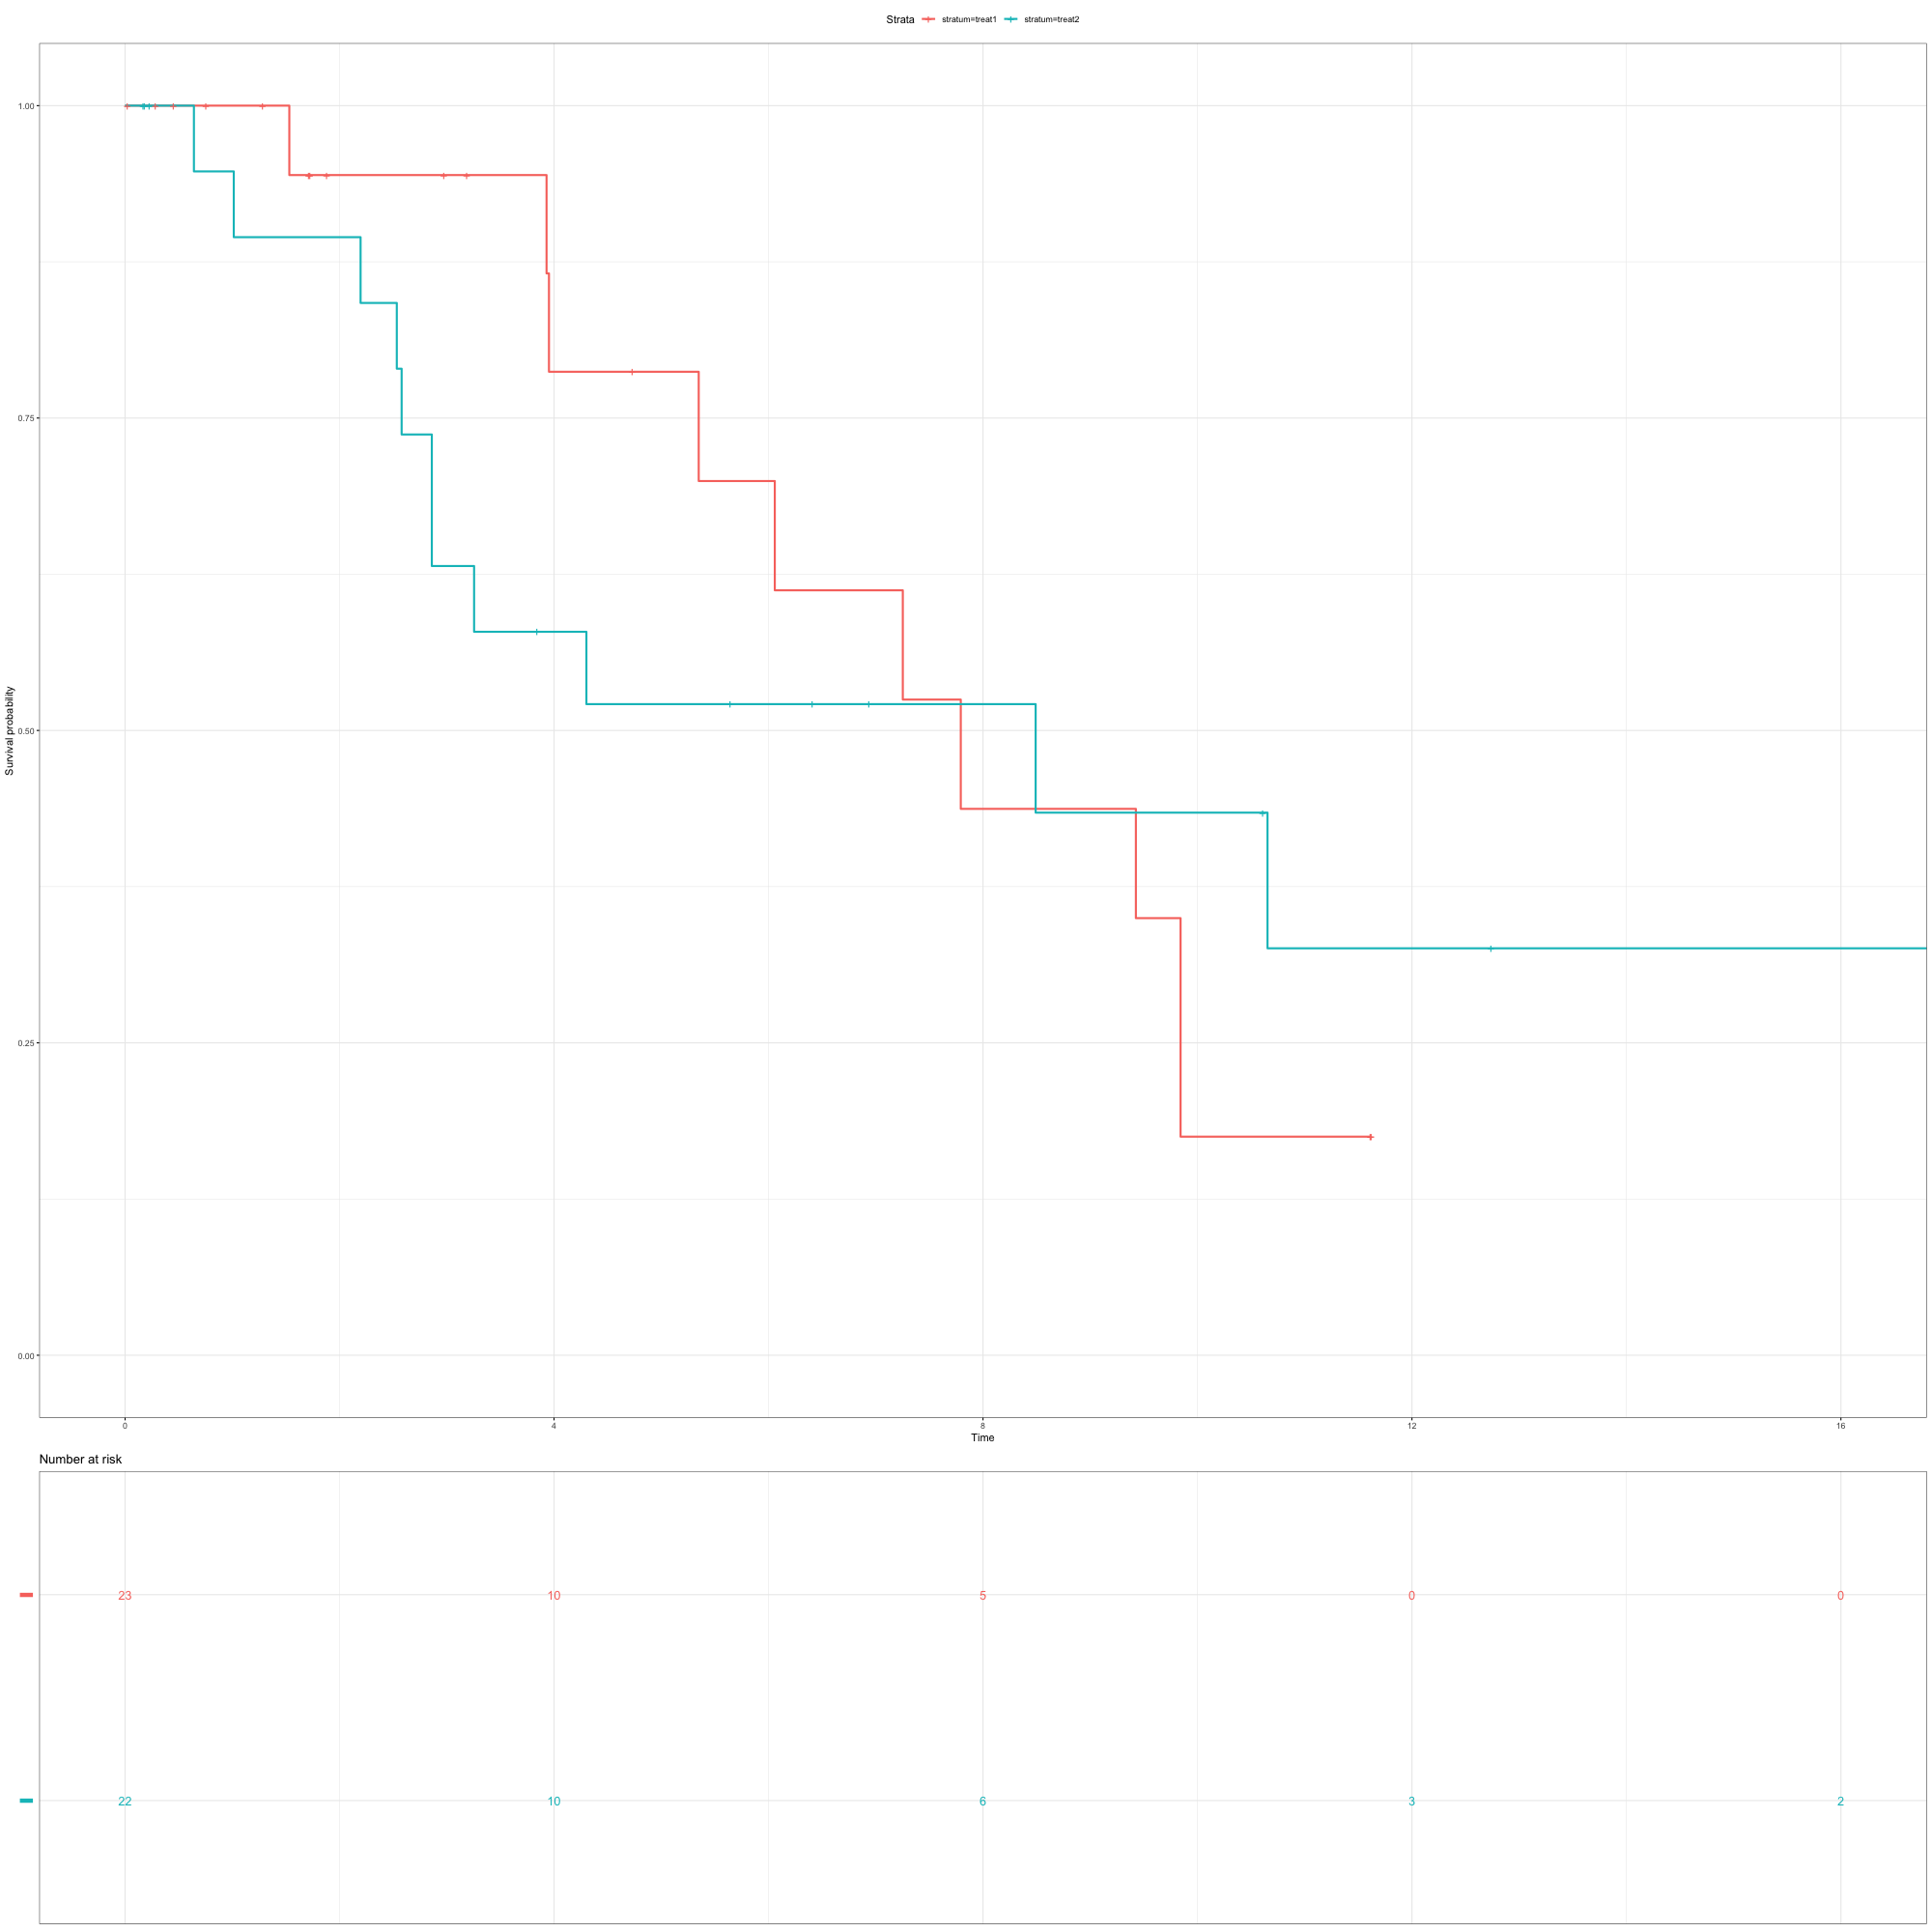 Strata stratum=treat1 stratum=treat2
1.00
0.75
0.50
0.25
0.00
Survival probability
0 4 8 12 16
Time
Number at risk
23 10 5 0 0
22 10 6 3 2